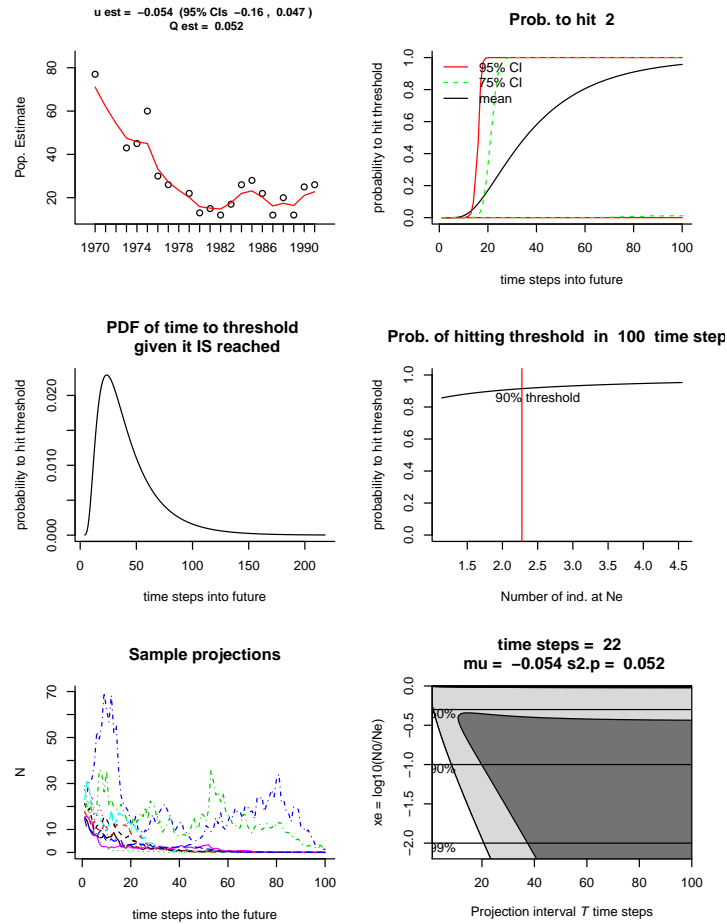 u est = −0.054 (95% CIs −0.16 , 0.047 )
Q est = 0.052
Pop. Estimate
80
60
40
20
1970 1974 1978 1982 1986 1990
Prob. to hit 2
probability to hit threshold
1.0
0.8
0.6
0.4
0.2
0.0
95% CI
75% CI
mean
0 20 40 60 80 100
time steps into future
PDF of time to threshold
given it IS reached
probability to hit threshold
0.020
0.010
0.000
0 50 100 150 200
time steps into future
Prob. of hitting threshold in 100 time step
probability to hit threshold
1.0
0.8
0.6
0.4
0.2
0.0
90% threshold
1.5 2.0 2.5 3.0 3.5 4.0 4.5
Number of ind. at Ne
Sample projections
N
70
50
30
10
0
0 20 40 60 80 100
time steps into the future
time steps = 22
mu = −0.054 s2.p = 0.052
xe = log10(N0/Ne)
0.0
−0.5
−1.0
−1.5
−2.0
90%
99%
20 40 60 80 100
Projection interval T time steps